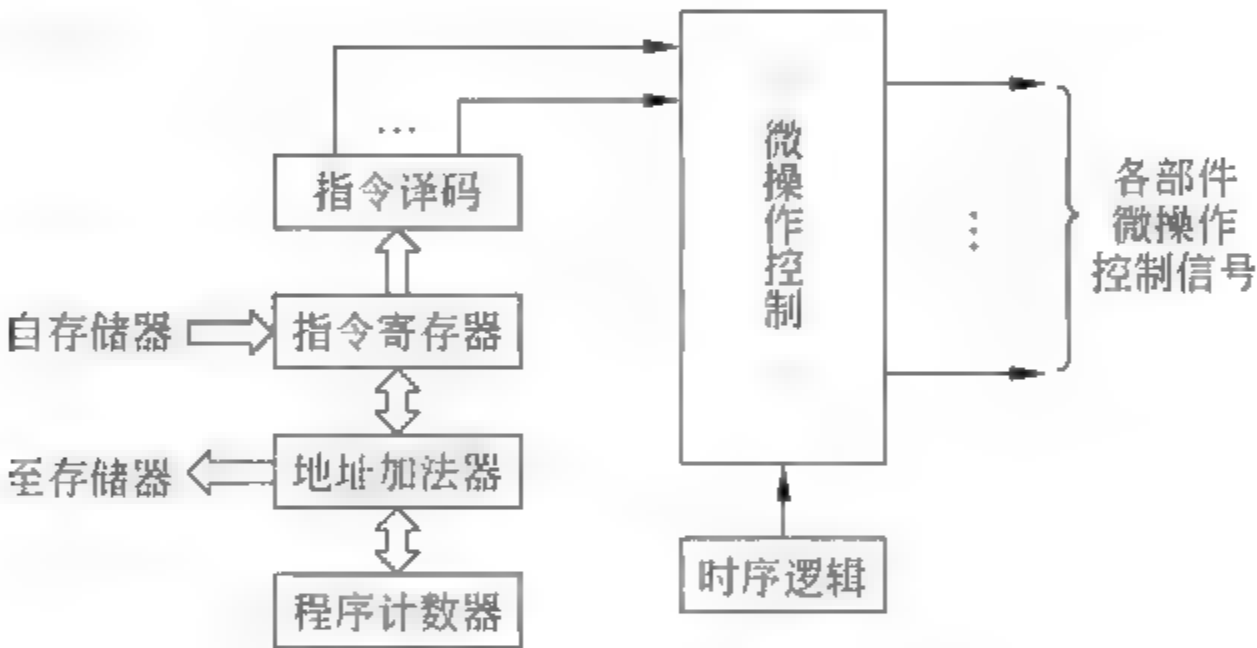 …
指令译码
微操作控制
各部件
微操作
控制信号
⋮
自存储器
指令寄存器
至存储器
地址加法器
程序计数器
时序逻辑